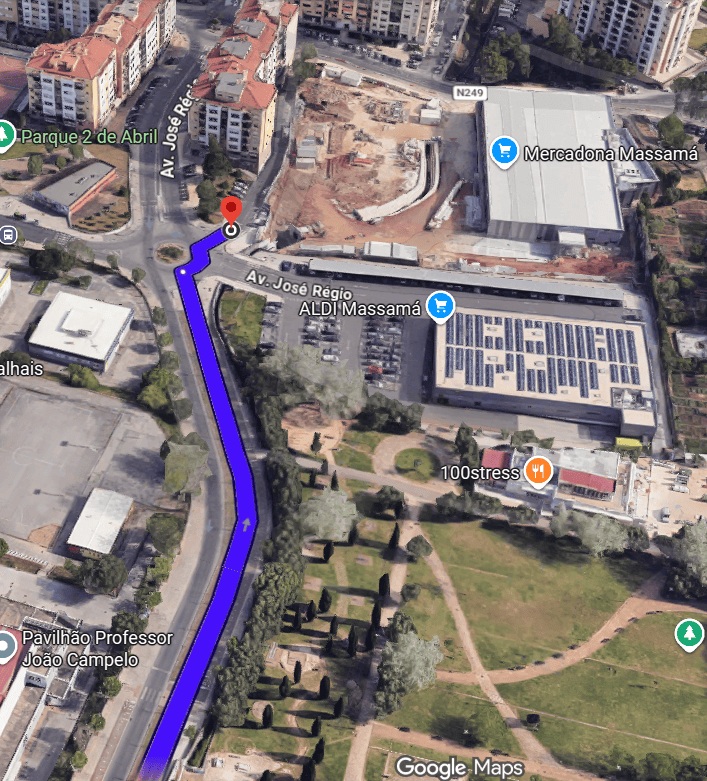 N249
Av. José Régio
Parque 2 de Abril
Mercadona Massamá
Av. José Régio
ALDI Massamá
alhais
100stress
Pavilhão Professor
João Campelo
Google Maps